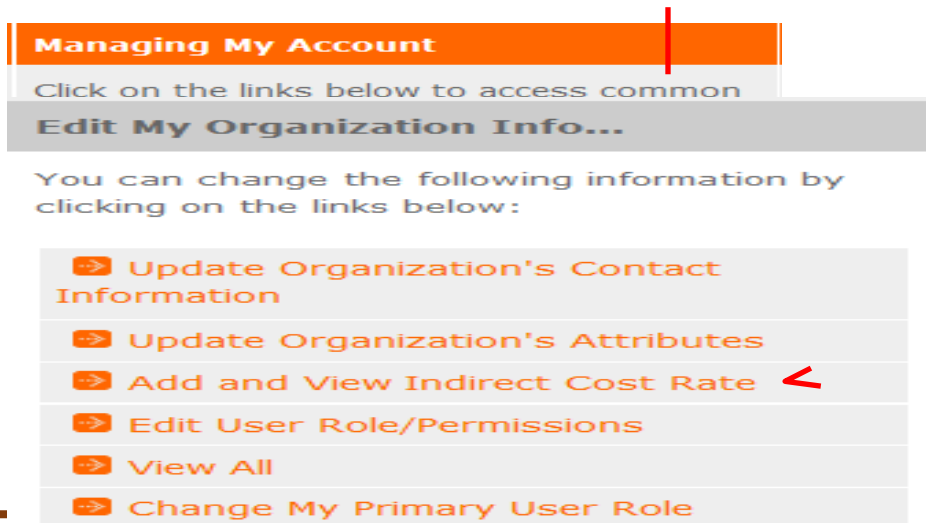 Managing My Account
Click on the links below to access common
Edit My Organization Info...
You can change the following information by
clicking on the links below:
Update Organization's Contact
Information
Update Organization's Attributes
Add and View Indirect Cost Rate
Edit User Role/Permissions
View All
Change My Primary User Role